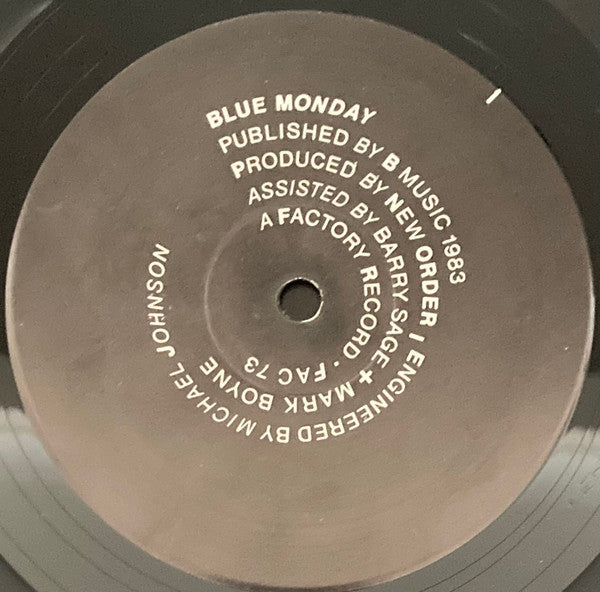 BLUE MONDAY
PUBLISHED BY B MUSIC 1983
PRODUCED BY NEW ORDER / ENGINEERED BY MICHAEL JOHNSON
ASSISTED BY BARRY SAGE + MARK BOYNE
A FACTORY RECORD · FAC 73